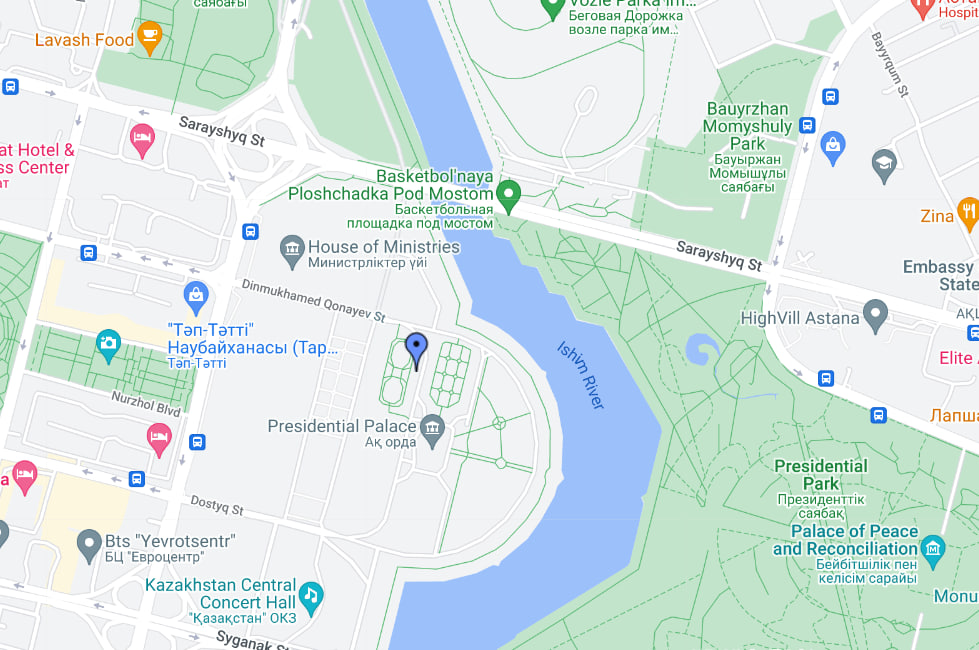 саябағы
Lavash Food
Vozle Parka im...
Беговая Дорожка
возле парка им...
Hospit
Bayyrqum St
Sarayshyq St
Bauyrzhan
Momyshuly
Park
Бауыржан
Момышұлы
саябағы
at Hotel &
ss Center
ат
Basketbol'naya
Ploshchadka Pod Mostom
Баскетбольная
площадка под мостом
Zina
House of Ministries
Министрліктер үйі
Sarayshyq St
Embassy
State
АҚШ
Dinmukhamed Qonayev St
HighVill Astana
"Тәп-Тәтті"
Наубайханасы (Тар...
Тәп-Тәтті
Ishim River
Elite
Nurzhol Blvd
Лапша
Presidential Palace
Ақ орда
a
Presidential
Park
Президенттік
саябақ
Dostyq St
Palace of Peace
and Reconciliation
Бейбітшілік пен
келісім сарайы
Bts "Yevrotsentr"
БЦ "Евроцентр"
Kazakhstan Central
Concert Hall
"Қазақстан" ОКЗ
Monu
Syganak St